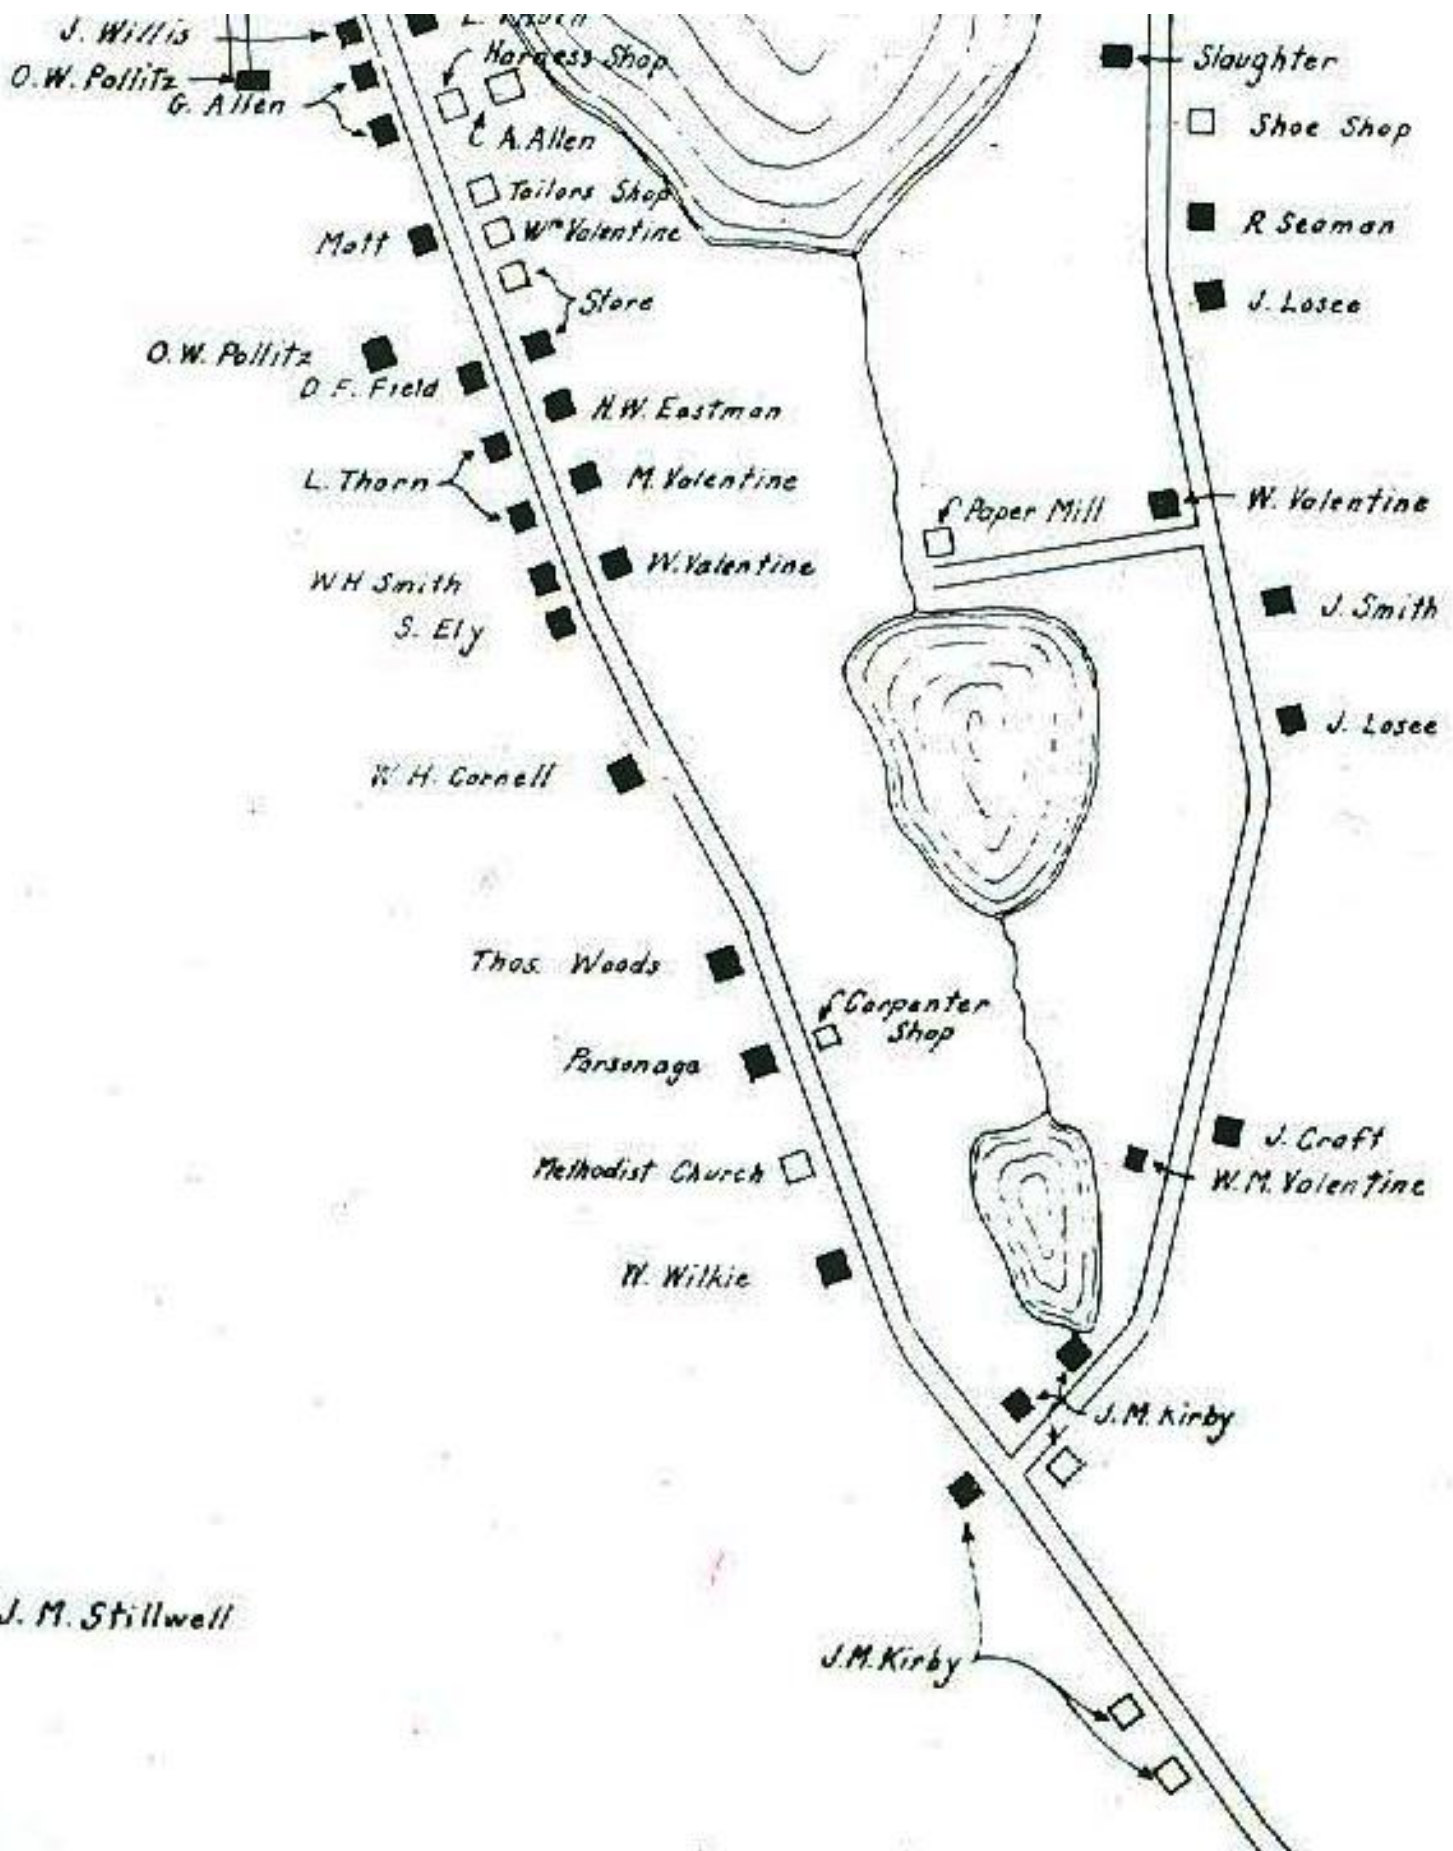 J. Willis
O.W. Pollitz
G. Allen
Harness Shop
A. Allen
Tailors Shop
Wm Valentine
Mott
Store
O.W. Pollitz
D F. Field
H.W. Eastman
L. Thorn
M. Valentine
W H Smith
W. Valentine
S. Ely
W H. Cornell
Thos. Woods
Carpenter
Shop
Parsonage
Methodist Church
W. Wilkie
Slaughter
Shoe Shop
R Seaman
J. Losee
Paper Mill
W. Valentine
J. Smith
J. Losee
J. Craft
W. M. Valentine
J. M. Kirby
J. M. Stillwell
J. M. Kirby